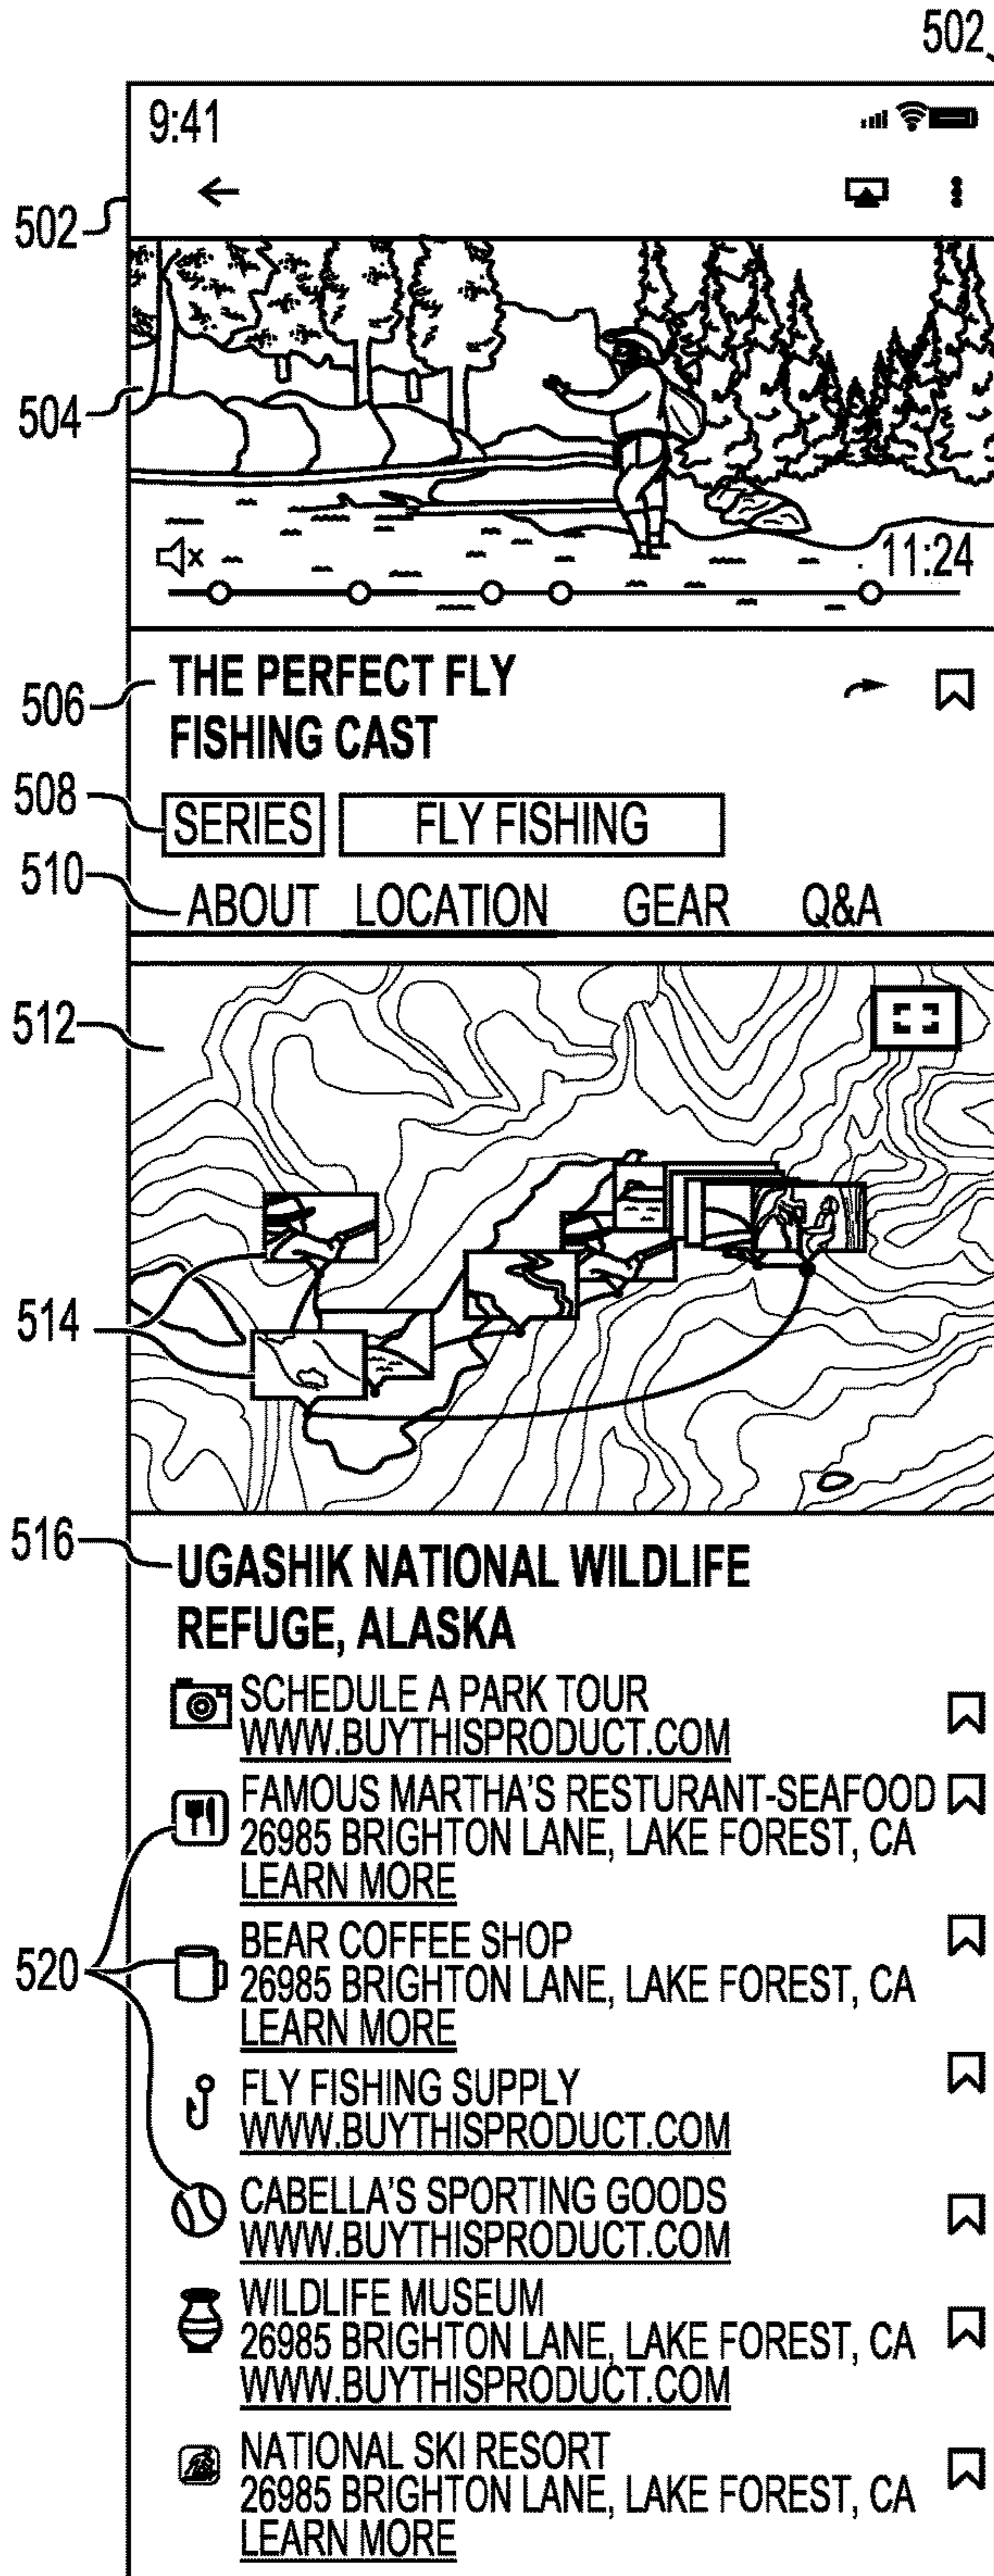 502
9:41
502
504
11:24
506
THE PERFECT FLY
FISHING CAST
508
SERIES FLY FISHING
510
ABOUT LOCATION GEAR Q&A
512
514
516
UGASHIK NATIONAL WILDLIFE
REFUGE, ALASKA
SCHEDULE A PARK TOUR
WWW.BUYTHISPRODUCT.COM
FAMOUS MARTHA'S RESTURANT-SEAFOOD
26985 BRIGHTON LANE, LAKE FOREST, CA
LEARN MORE
520
BEAR COFFEE SHOP
26985 BRIGHTON LANE, LAKE FOREST, CA
LEARN MORE
FLY FISHING SUPPLY
WWW.BUYTHISPRODUCT.COM
CABELLA'S SPORTING GOODS
WWW.BUYTHISPRODUCT.COM
WILDLIFE MUSEUM
26985 BRIGHTON LANE, LAKE FOREST, CA
WWW.BUYTHISPRODUCT.COM
NATIONAL SKI RESORT
26985 BRIGHTON LANE, LAKE FOREST, CA
LEARN MORE